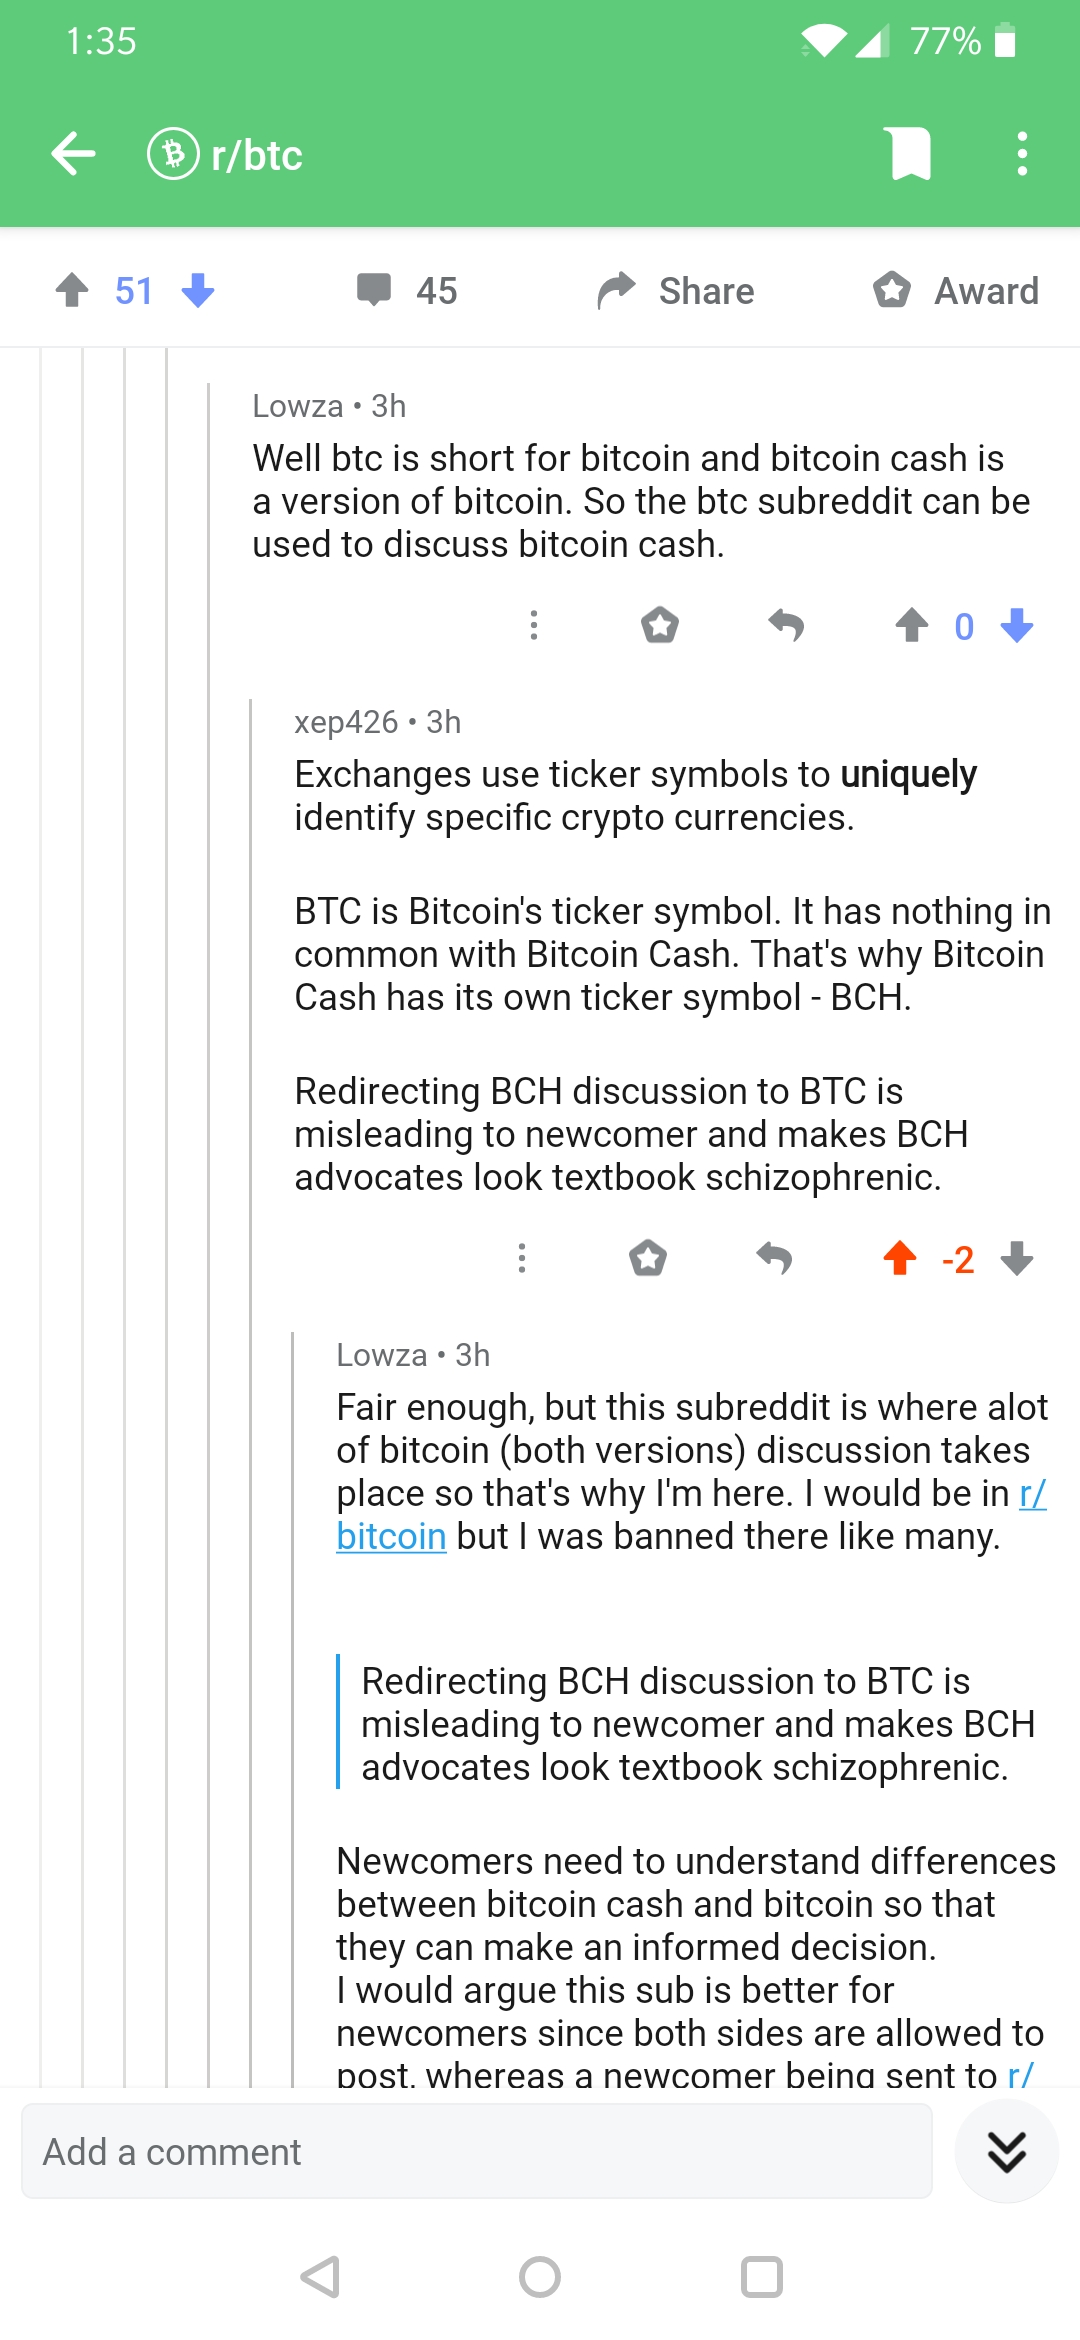 1:35
77%
r/btc
51
45
Share
Award
Lowza • 3h
Well btc is short for bitcoin and bitcoin cash is
a version of bitcoin. So the btc subreddit can be
used to discuss bitcoin cash.
0
xep426 • 3h
Exchanges use ticker symbols to uniquely
identify specific crypto currencies.
BTC is Bitcoin's ticker symbol. It has nothing in
common with Bitcoin Cash. That's why Bitcoin
Cash has its own ticker symbol - BCH.
Redirecting BCH discussion to BTC is
misleading to newcomer and makes BCH
advocates look textbook schizophrenic.
-2
Lowza • 3h
Fair enough, but this subreddit is where alot
of bitcoin (both versions) discussion takes
place so that's why I'm here. I would be in r/
bitcoin but I was banned there like many.
Redirecting BCH discussion to BTC is
misleading to newcomer and makes BCH
advocates look textbook schizophrenic.
Newcomers need to understand differences
between bitcoin cash and bitcoin so that
they can make an informed decision.
I would argue this sub is better for
newcomers since both sides are allowed to
post, whereas a newcomer being sent to r/
Add a comment